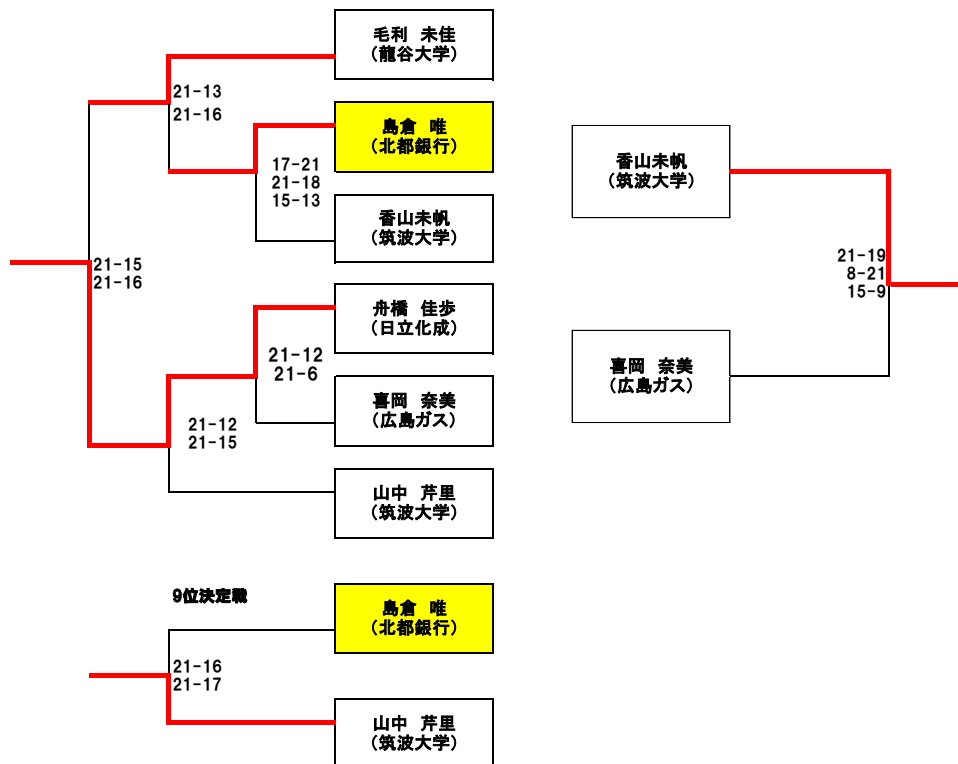 毛利 未佳
(龍谷大学)
21-13
21-16
島倉 唯
(北都銀行)
17-21
21-18
15-13
香山未帆
(筑波大学)
21-15
21-16
舟橋 佳歩
(日立化成)
21-12
21-6
喜岡 奈美
(広島ガス)
21-12
21-15
山中 芹里
(筑波大学)
香山未帆
(筑波大学)
21-19
8-21
15-9
喜岡 奈美
(広島ガス)
9位決定戦
島倉 唯
(北都銀行)
21-16
21-17
山中 芹里
(筑波大学)